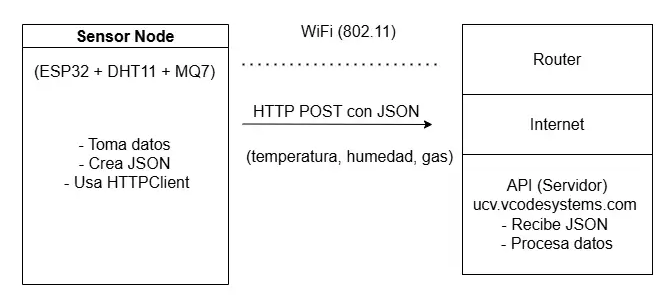 Sensor Node
(ESP32 + DHT11 + MQ7)
- Toma datos
- Crea JSON
- Usa HTTPClient
WiFi (802.11)
HTTP POST con JSON
(temperatura, humedad, gas)
Router
Internet
API (Servidor)
ucv.vcodesystems.com
- Recibe JSON
- Procesa datos